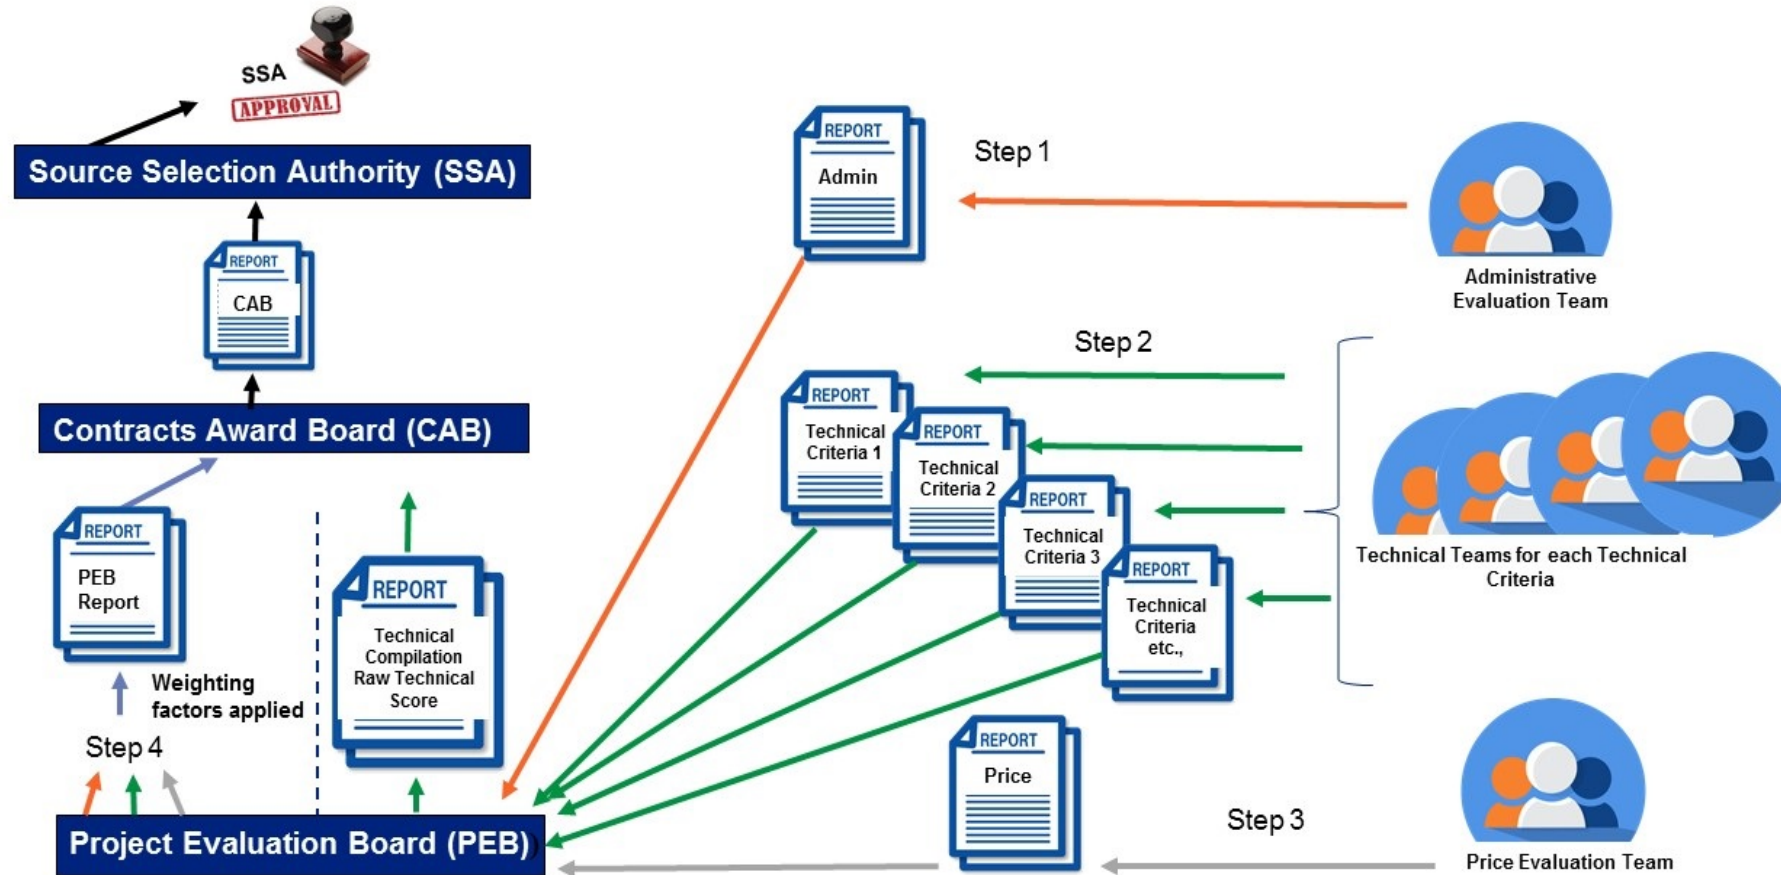 SSA
APPROVAL
Source Selection Authority (SSA)
REPORT
CAB
Contracts Award Board (CAB)
REPORT
PEB
Report
Weighting
factors applied
Step 4
REPORT
Technical
Compilation
Raw Technical
Score
Project Evaluation Board (PEB)
REPORT
Admin
Step 1
Administrative
Evaluation Team
Step 2
REPORT
Technical
Criteria 1
REPORT
Technical
Criteria 2
REPORT
Technical
Criteria 3
REPORT
Technical
Criteria
etc.,
Technical Teams for each Technical
Criteria
REPORT
Price
Step 3
Price Evaluation Team